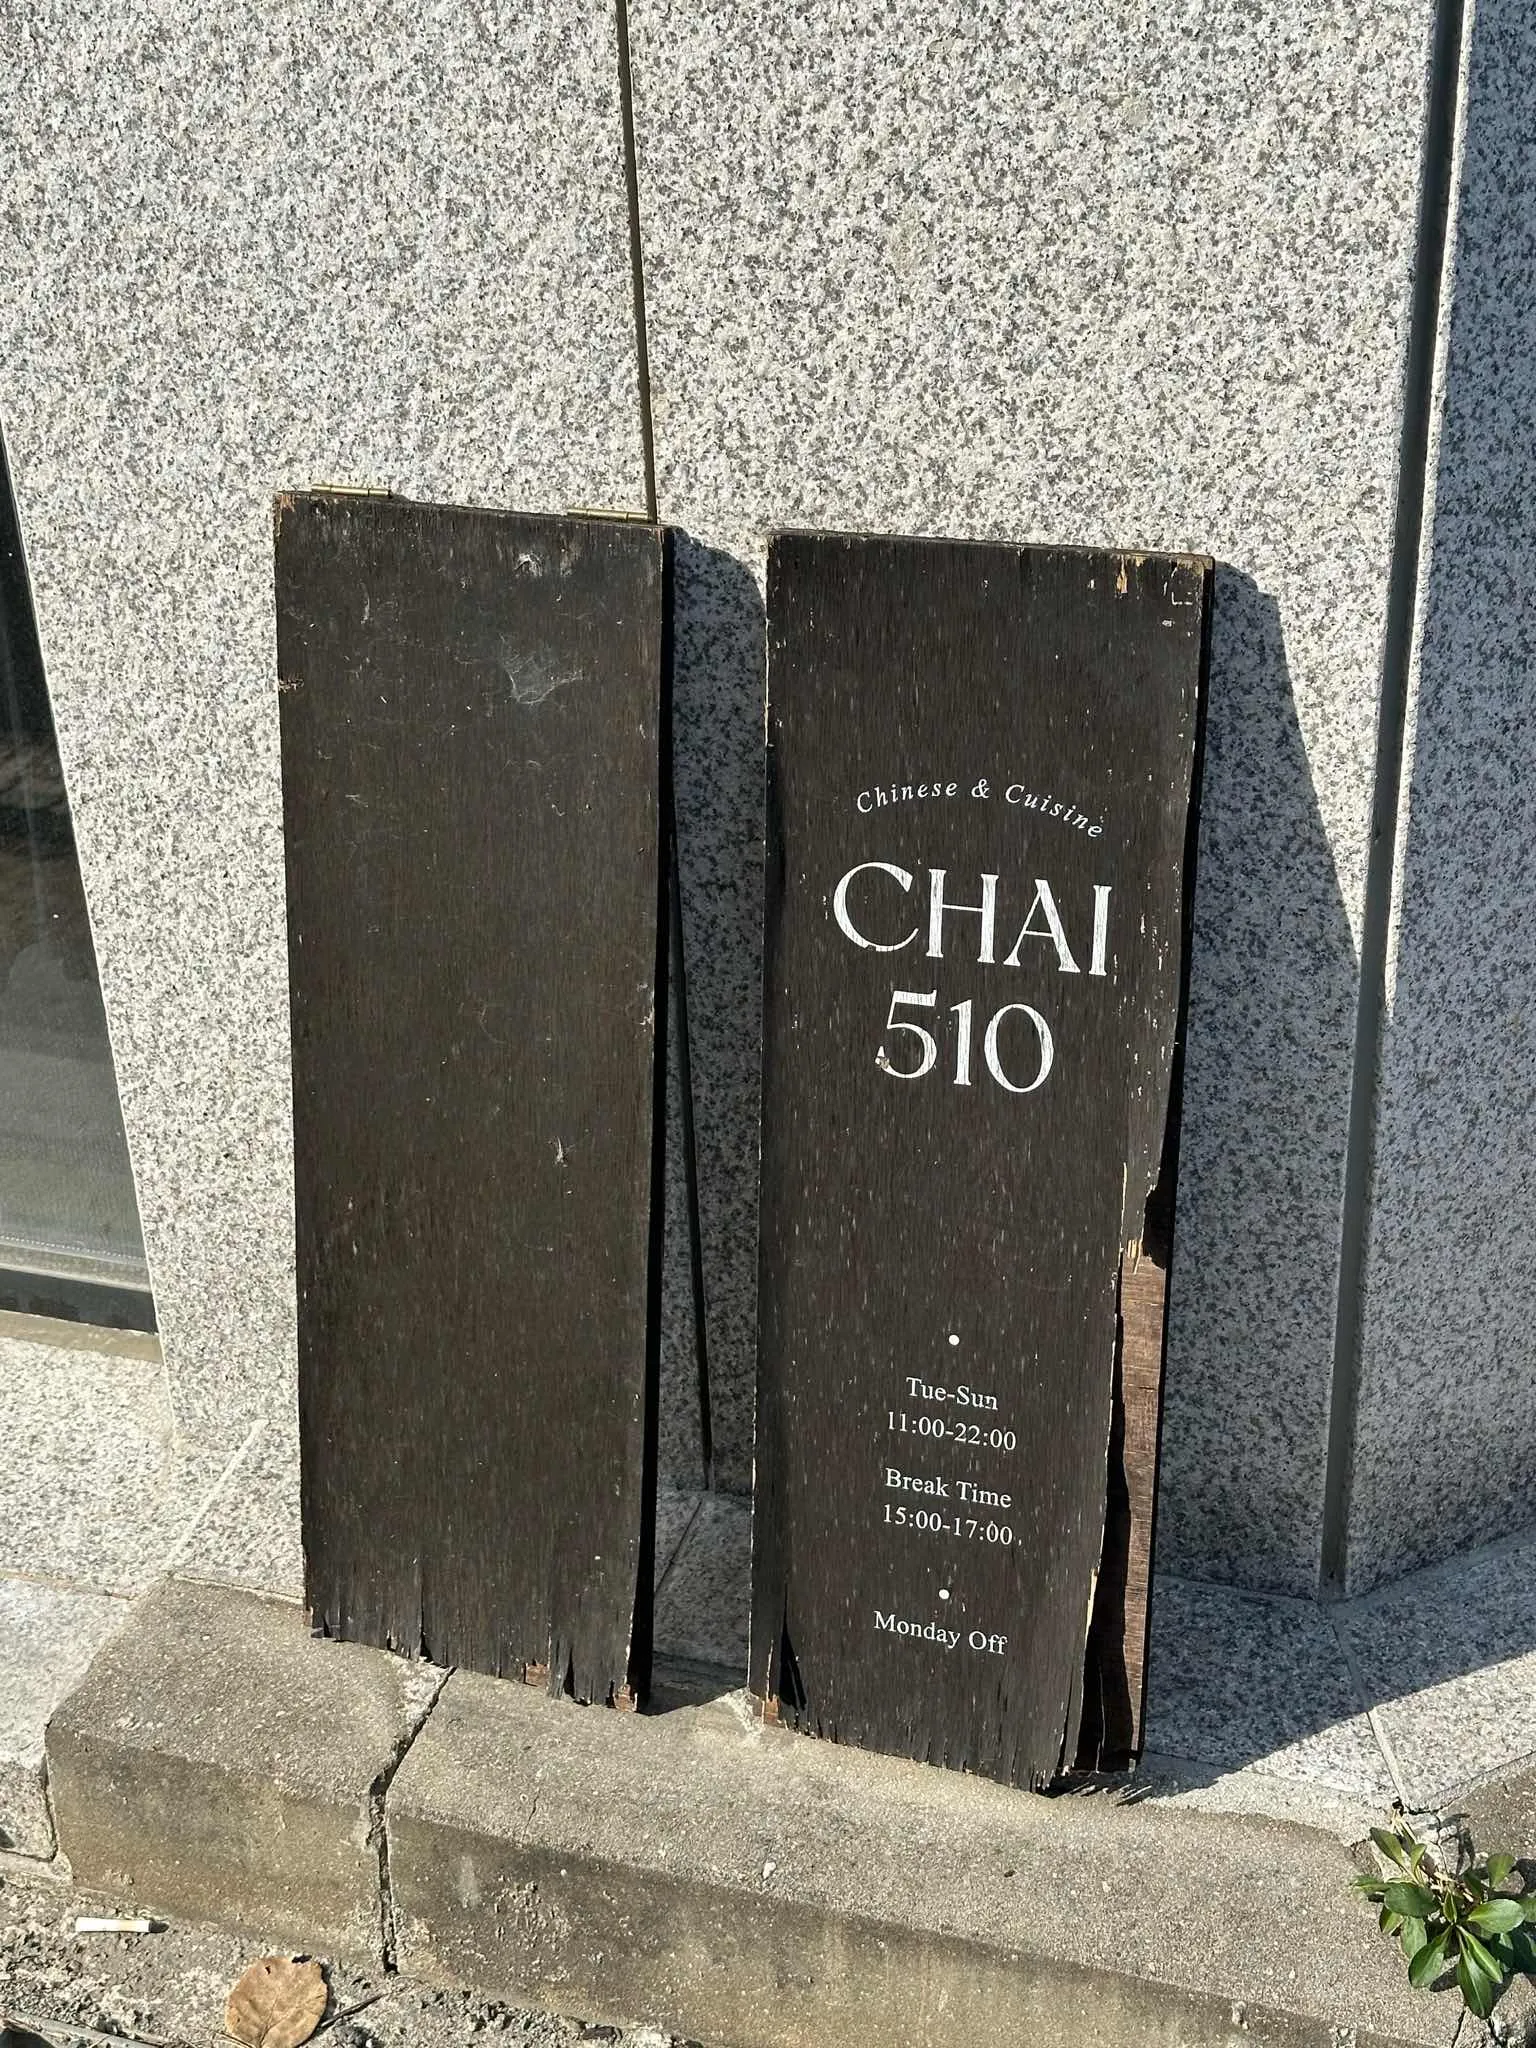 Chinese & Cuisine
CHAI
510
Tue-Sun
11:00-22:00
Break Time
15:00-17:00
Monday Off